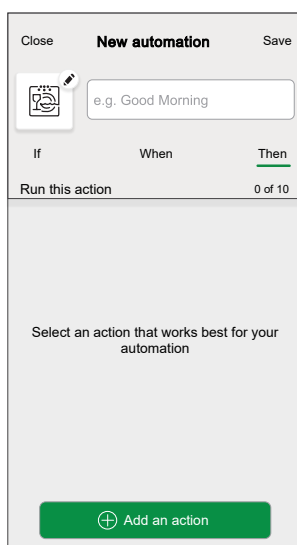 Close New automation Save
e.g. Good Morning
If When Then
Run this action 0 of 10
Select an action that works best for your
automation
Add an action